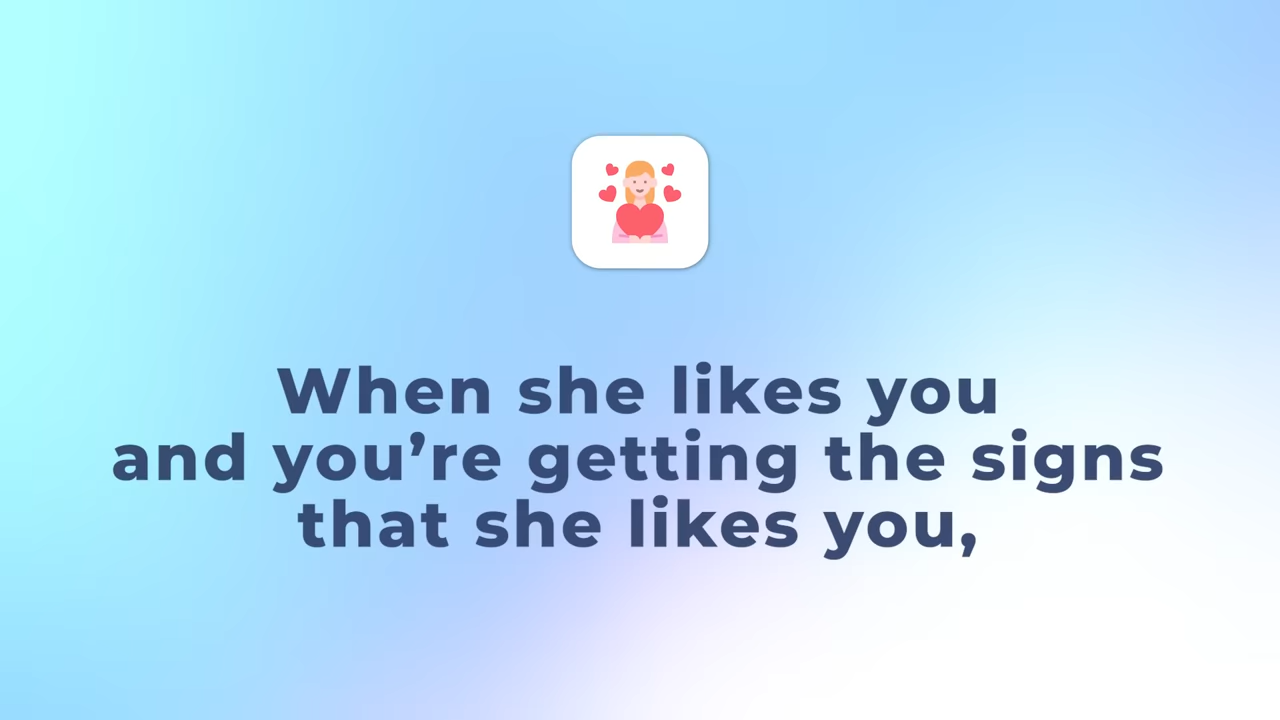 When she likes you
and you’re getting the signs
that she likes you,